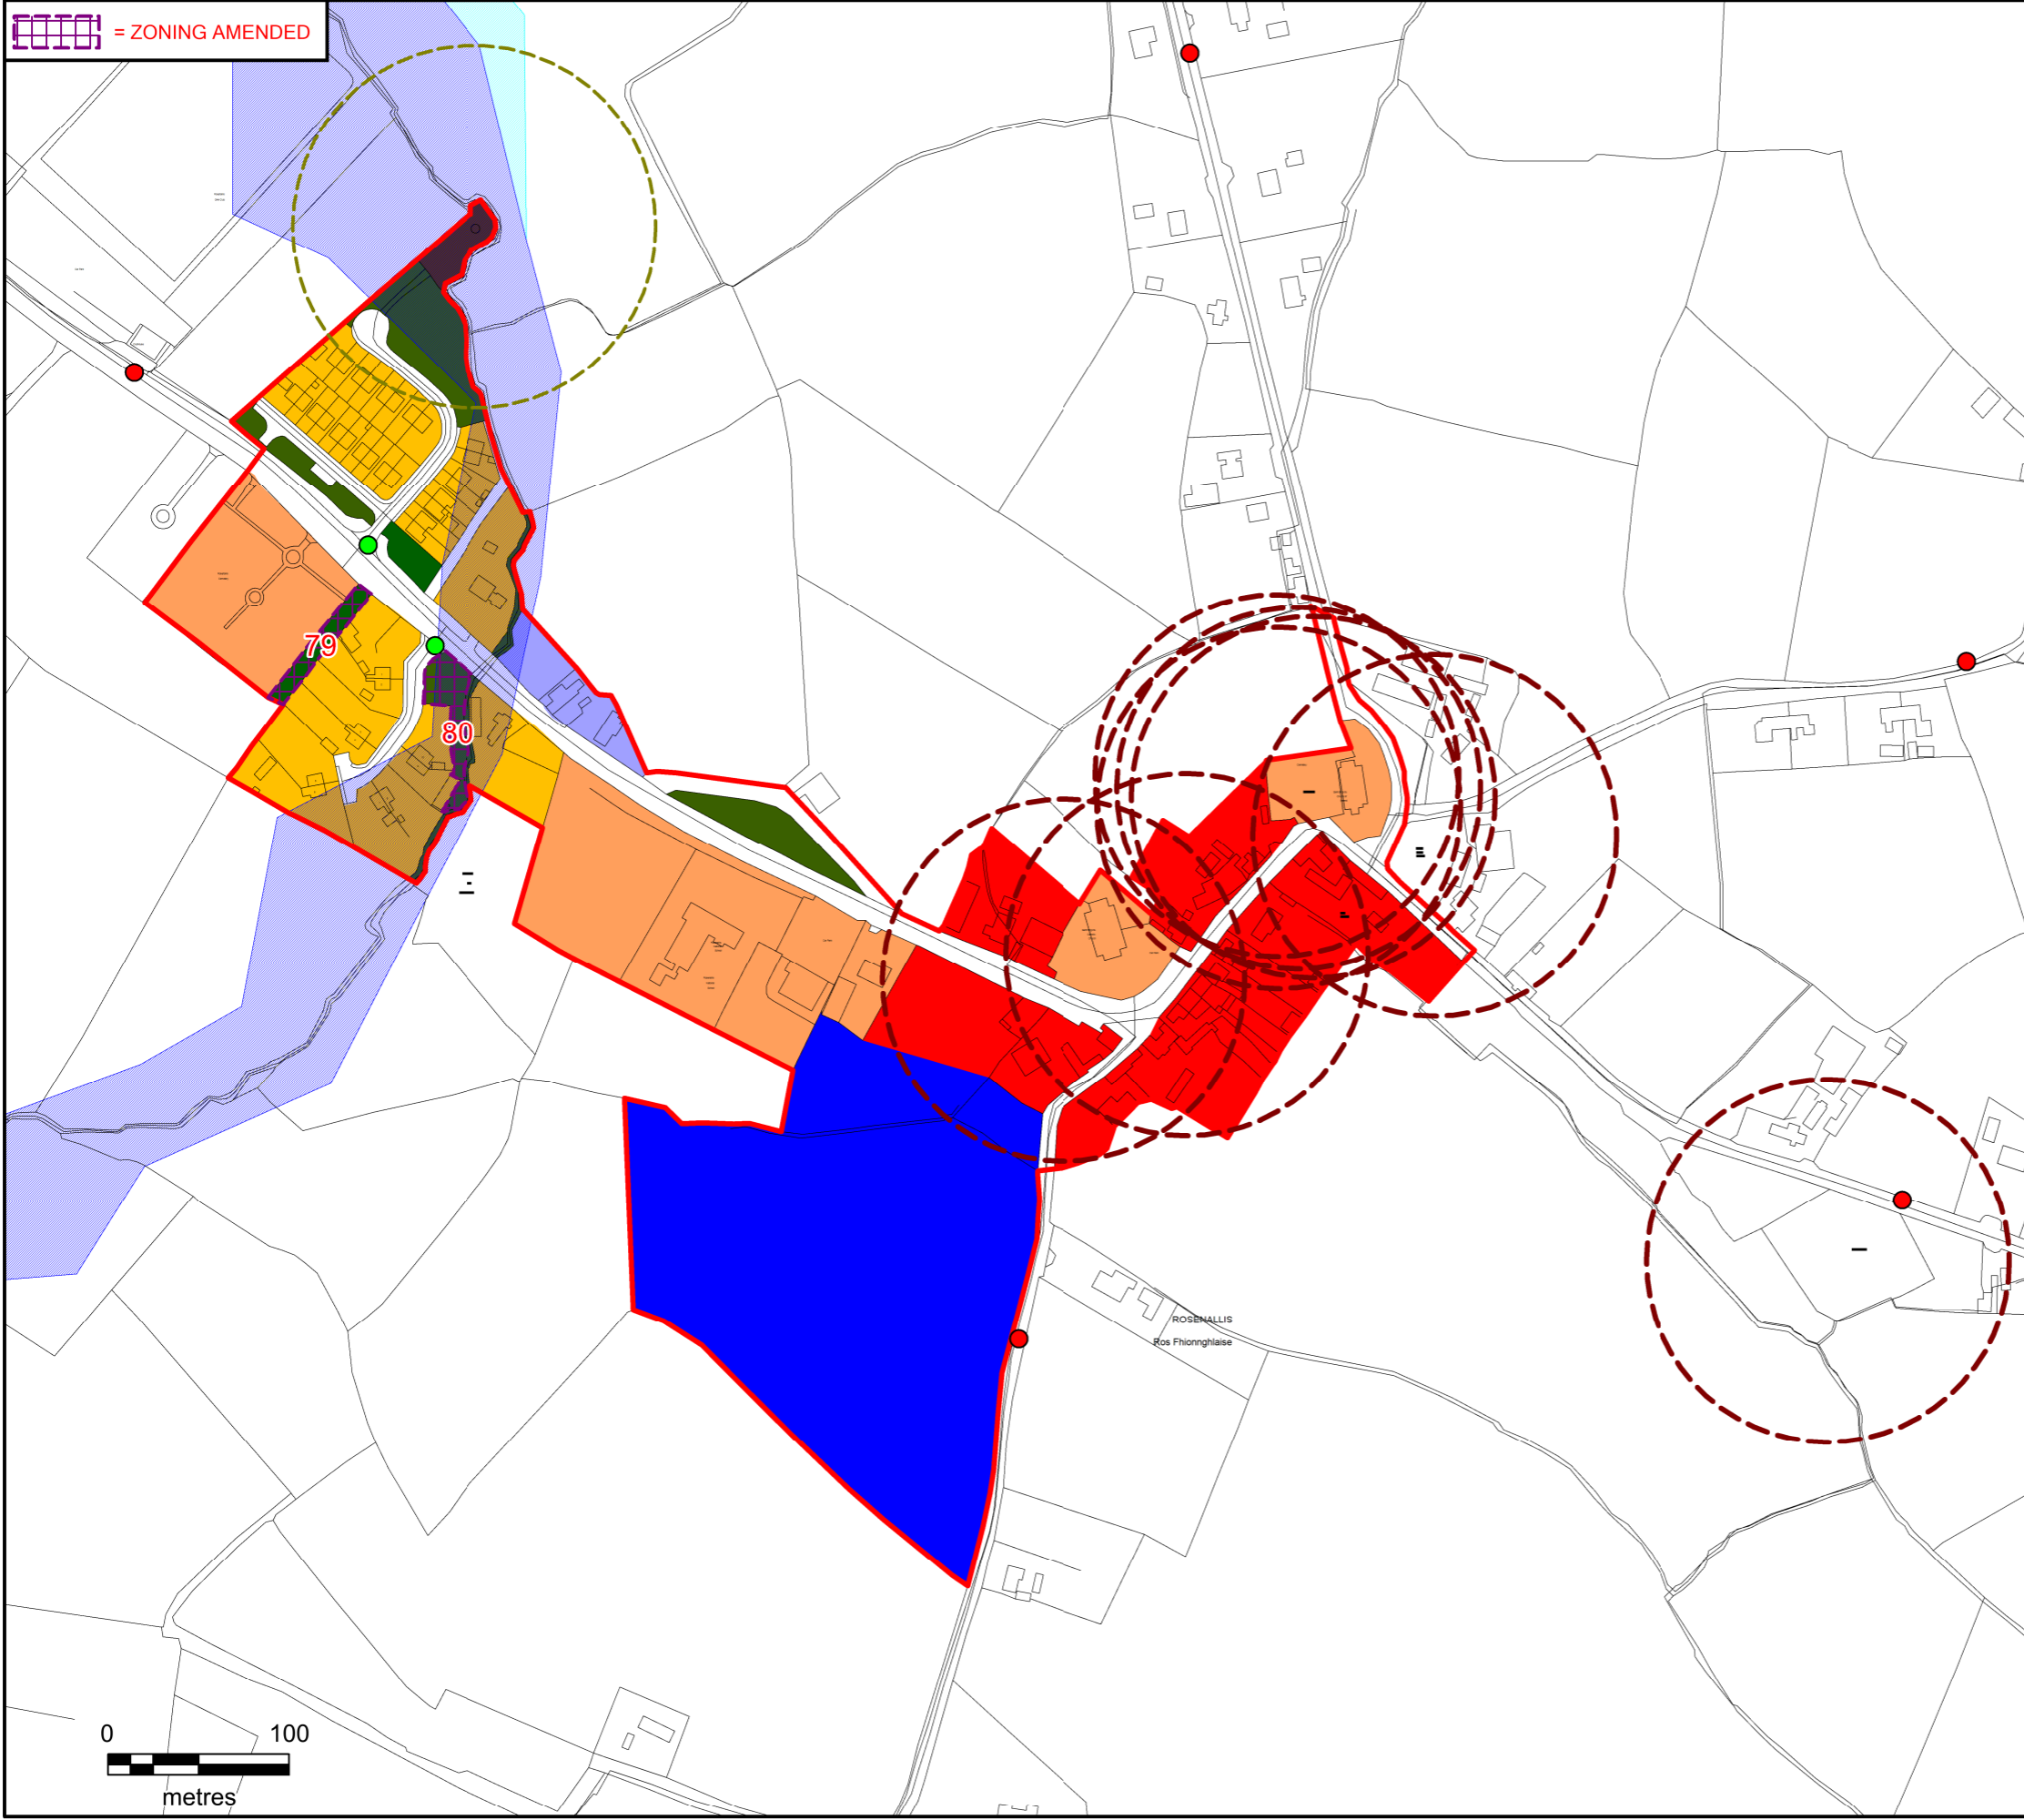 = ZONING AMENDED
79
80
ROSENALLIS
Ros Fhionnghlaise
0 100
metres